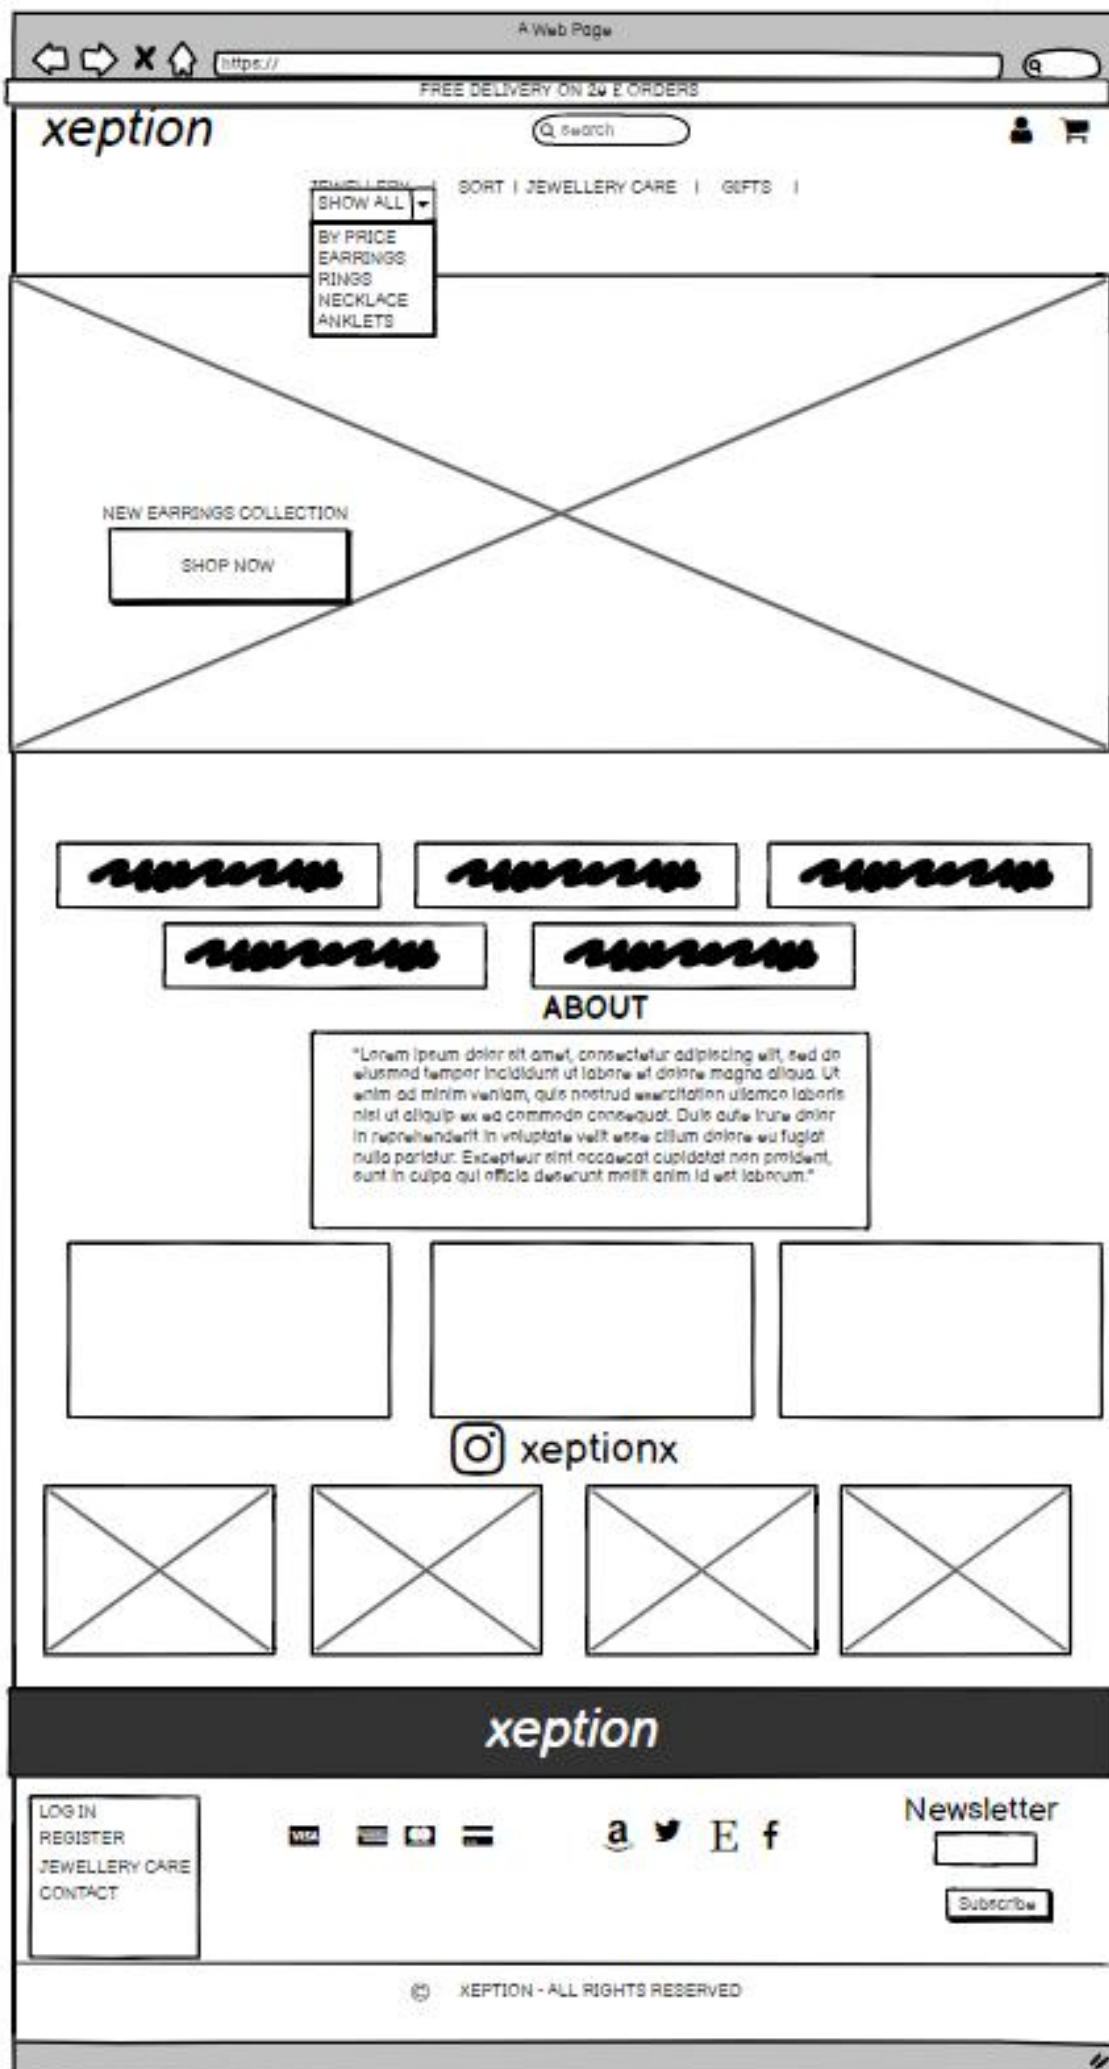 A Web Page
https://
FREE DELIVERY ON 20 £ ORDERS
xeption
search
JEWELLERY | SORT | JEWELLERY CARE | GIFTS |
SHOW ALL
BY PRICE
EARRINGS
RINGS
NECKLACE
ANKLETS
NEW EARRINGS COLLECTION
SHOP NOW
ABOUT
"Lorem ipsum dolor sit amet, consectetur adipiscing elit, sed do
eiusmod tempor incididunt ut labore et dolore magna aliqua. Ut
enim ad minim veniam, quis nostrud exercitation ullamco laboris
nisi ut aliquip ex ea commodo consequat. Duis aute irure dolor
in reprehenderit in voluptate velit esse cillum dolore eu fugiat
nulla pariatur. Excepteur sint occaecat cupidatat non proident,
sunt in culpa qui officia deserunt mollit anim id est laborum."
xeptionx
xeption
LOG IN
REGISTER
JEWELLERY CARE
CONTACT
VISA
a E f
Newsletter
Subscribe
© XEPTION - ALL RIGHTS RESERVED